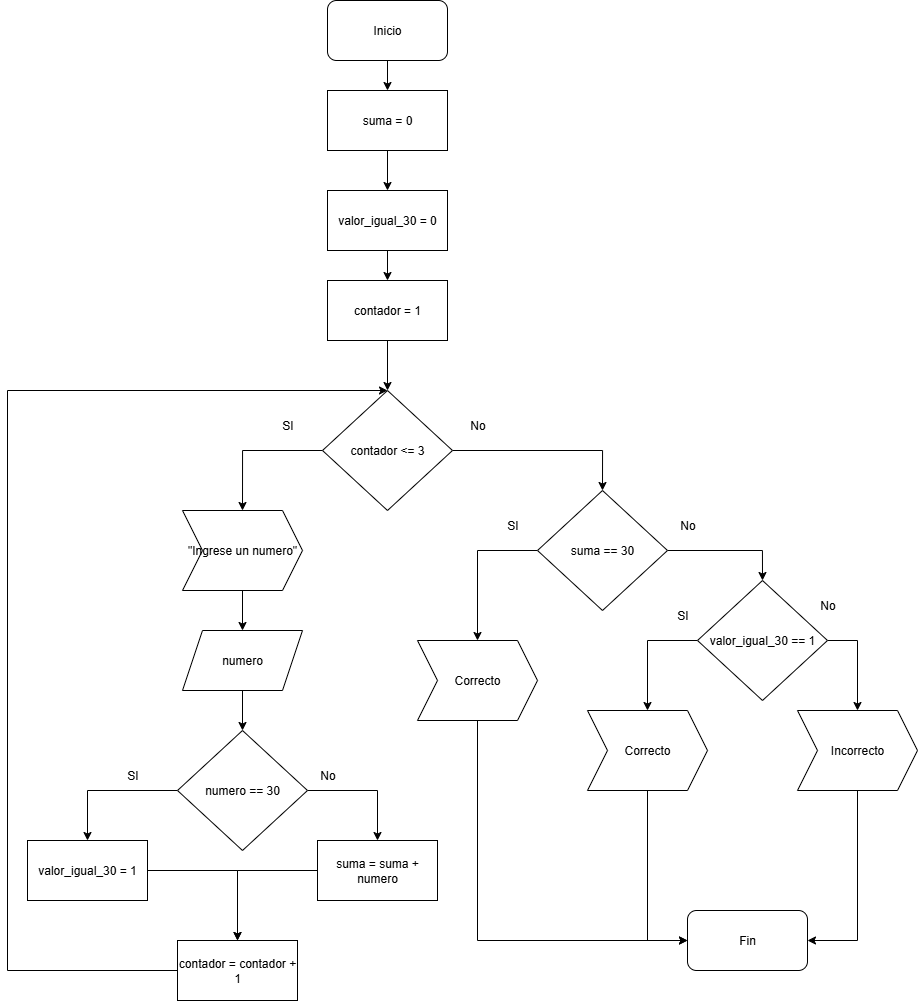 Inicio
suma = 0
valor_igual_30 = 0
contador = 1
SI
No
contador <= 3
"Ingrese un numero"
SI
No
suma == 30
numero
SI
No
valor_igual_30 == 1
Correcto
Correcto
Incorrecto
SI
No
numero == 30
valor_igual_30 = 1
suma = suma +
numero
contador = contador +
1
Fin